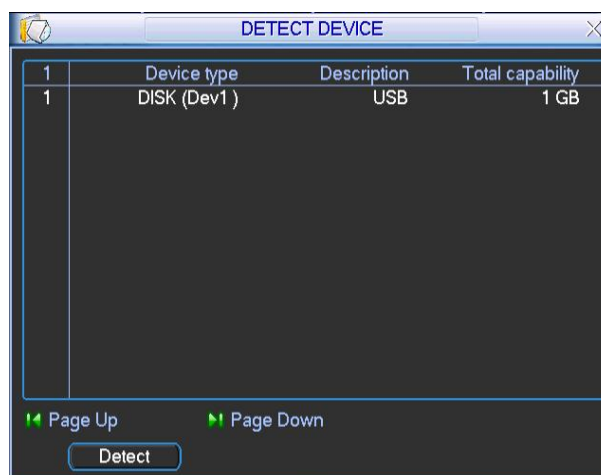 DETECT DEVICE
1 Device type Description Total capability
1 DISK (Dev1 ) USB 1 GB
Page Up Page Down
Detect